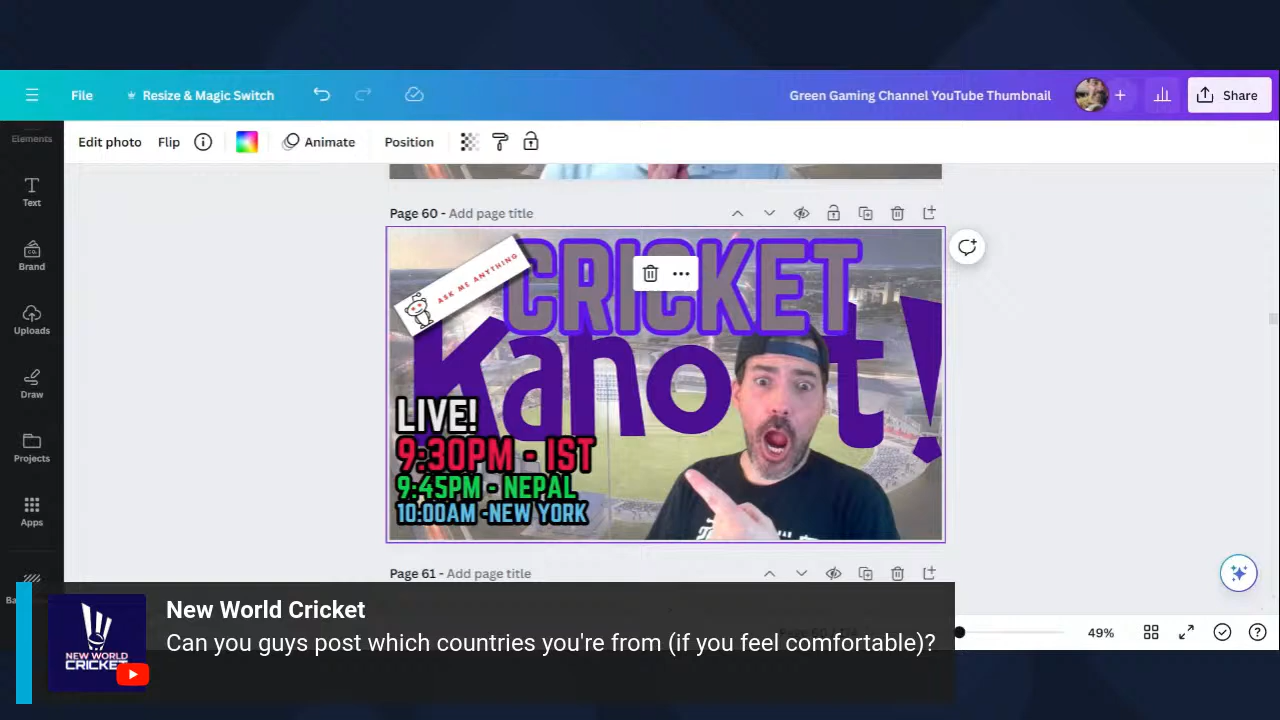 File
Resize & Magic Switch
Green Gaming Channel YouTube Thumbnail
Share
Elements
Edit photo
Flip
Animate
Position
Text
Brand
Uploads
Draw
Projects
Apps
Page 60 - Add page title
ASK ME ANYTHING
CRICKET
LIVE!
9:30PM - IST
9:45PM - NEPAL
10:00AM -NEW YORK
Page 61 - Add page title
49%
New World Cricket
Can you guys post which countries you're from (if you feel comfortable)?
NEW WORLD
CRICKET